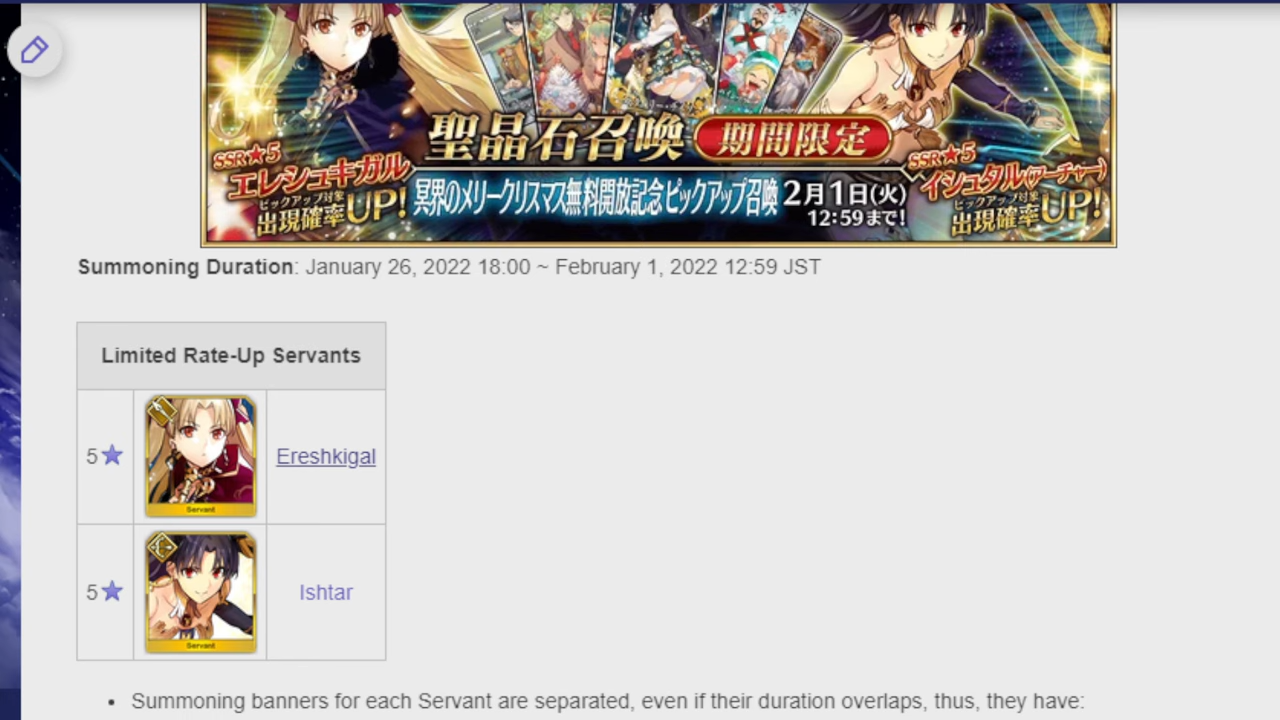 聖晶石召喚 期間限定
SSR★5
エレシュキガル
ピックアップ対象
出現確率UP!
冥界のメリークリスマス無料開放記念ピックアップ召喚 2月1日(火)
12:59まで!
SSR★5
イシュタル(アーチャー)
ピックアップ対象
出現確率UP!
Summoning Duration: January 26, 2022 18:00 ~ February 1, 2022 12:59 JST
Limited Rate-Up Servants
5★ Servant Ereshkigal
5★ Servant Ishtar
• Summoning banners for each Servant are separated, even if their duration overlaps, thus, they have: